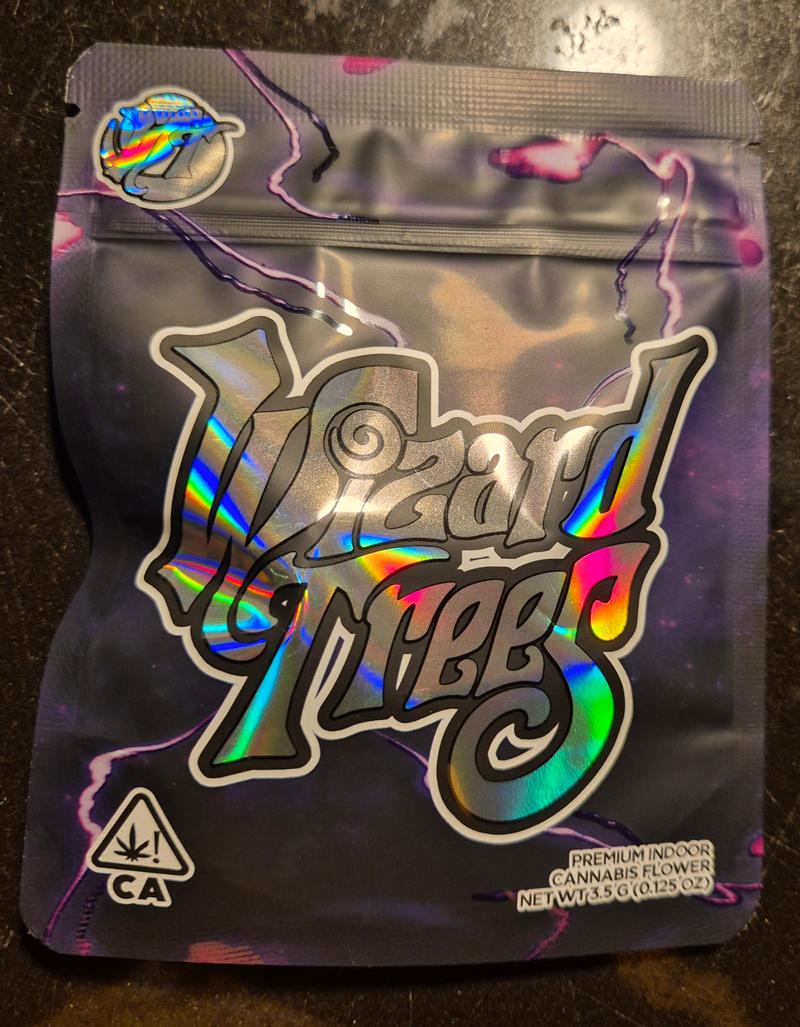 Wizard
Trees
CA
PREMIUM INDOOR
CANNABIS FLOWER
NET WT 3.5 G (0.125 OZ)